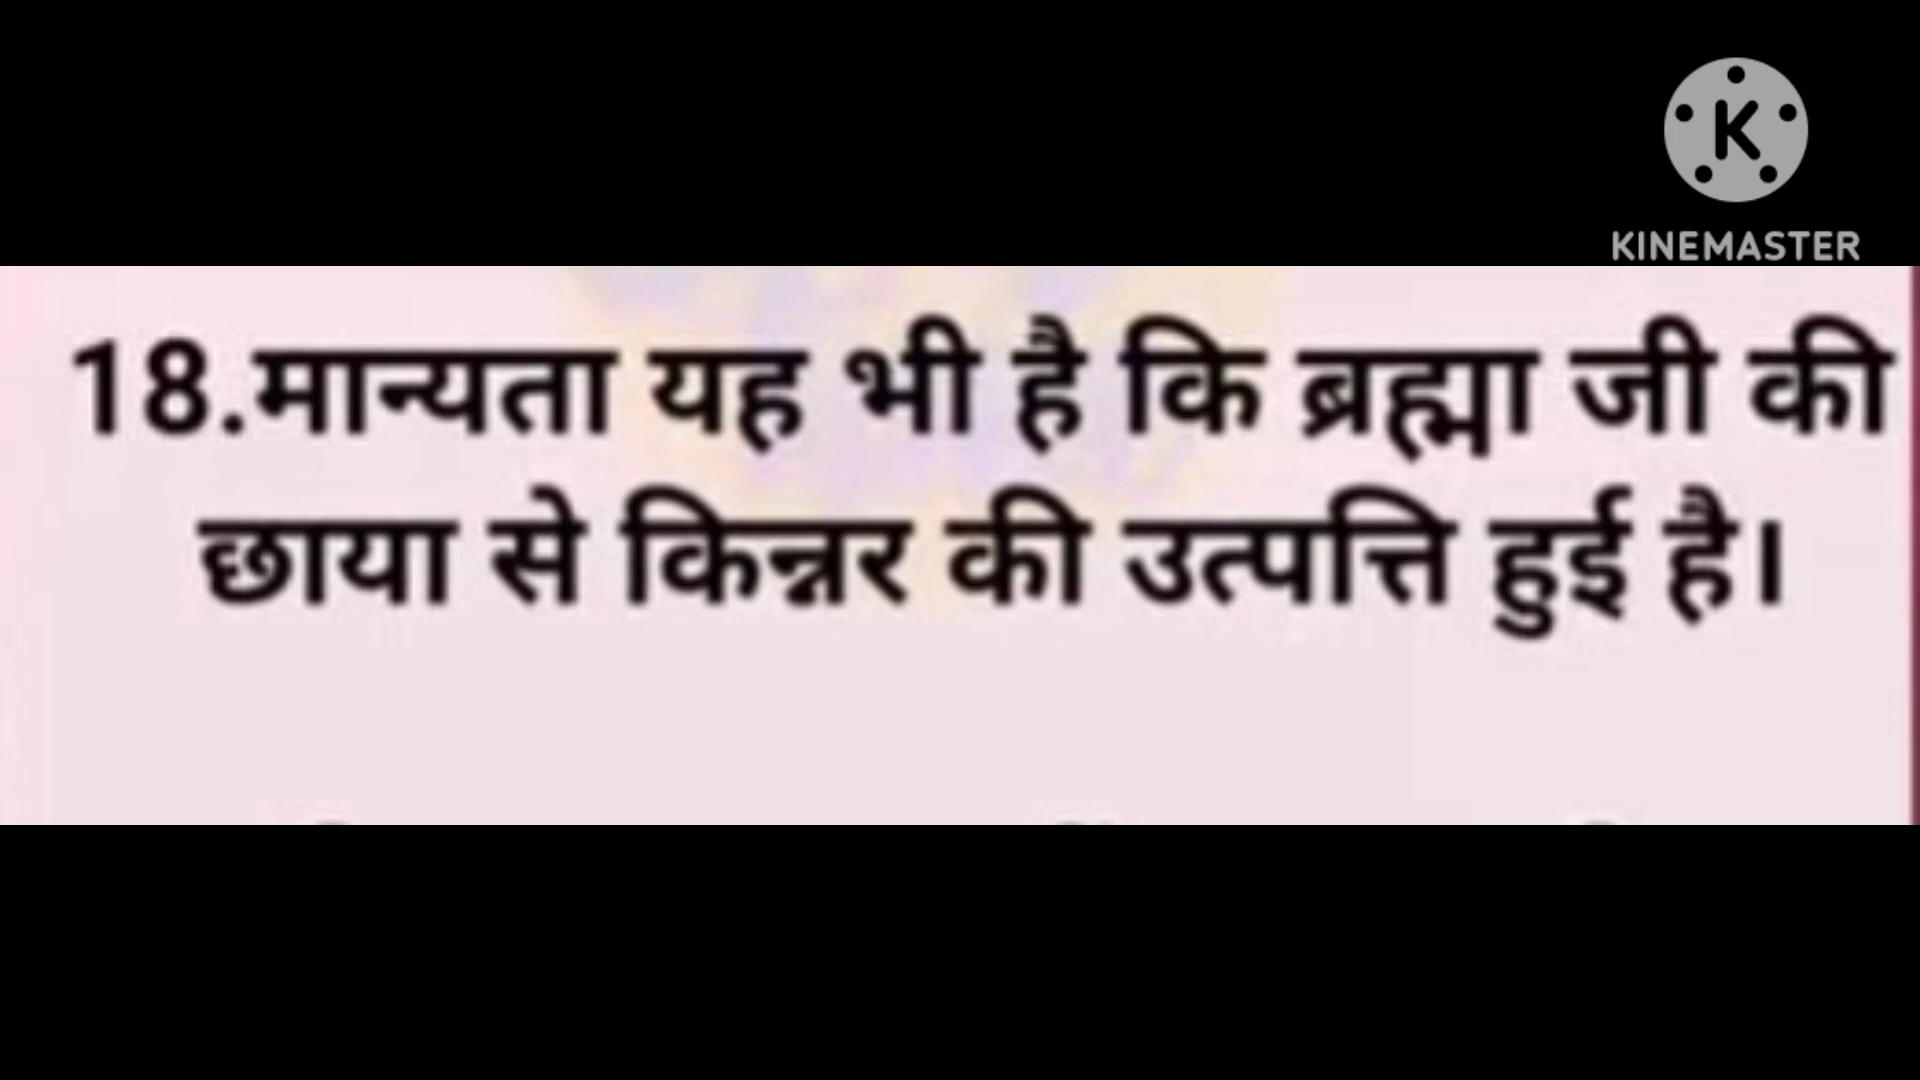 KINEMASTER
18.मान्यता यह भी है कि ब्रह्मा जी की
छाया से किन्नर की उत्पत्ति हुई है।